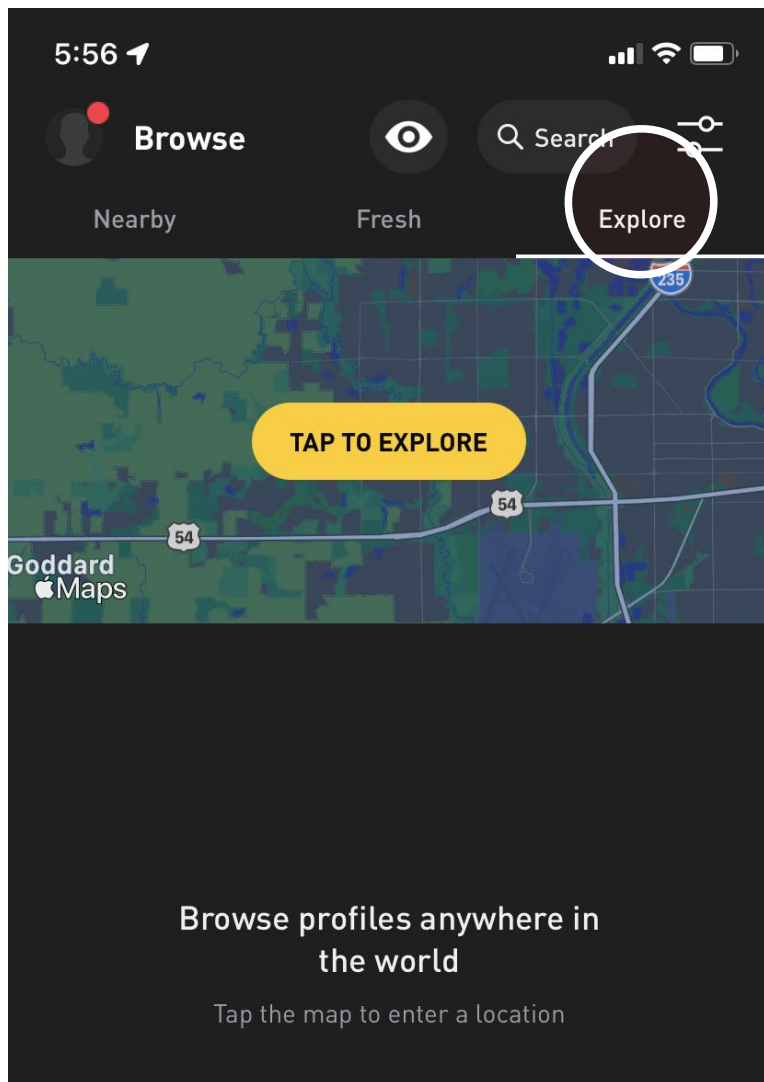 5:56
Browse
Search
Nearby
Fresh
Explore
235
TAP TO EXPLORE
54
54
Goddard
Maps
Browse profiles anywhere in
the world
Tap the map to enter a location